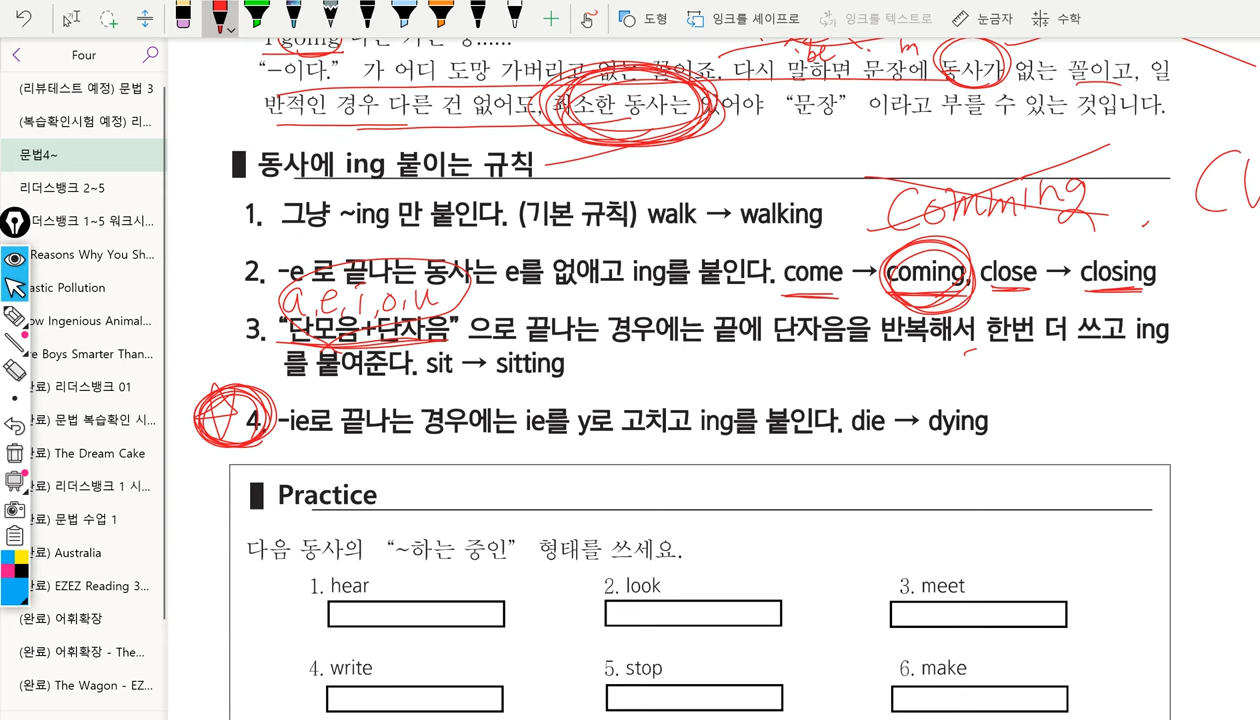 도형
잉크를 셰이프로
잉크를 텍스트로
눈금자
수학
Four
(리뷰테스트 예정) 문법 3
(복습확인시험 예정) 리...
문법4~
리더스뱅크 2~5
더스뱅크 1~5 워크시...
Reasons Why You Sh...
astic Pollution
ow Ingenious Animal...
re Boys Smarter Than...
완료) 리더스뱅크 01
완료) 문법 복습확인 시...
완료) The Dream Cake
완료) 리더스뱅크 1 시...
완료) 문법 수업 1
완료) Australia
완료) EZEZ Reading 3...
(완료) 어휘확장
(완료) 어휘확장 - The...
(완료) The Wagon - EZ...
be m
“-이다.” 가 어디 도망 가버리고 없는 꼴이죠. 다시 말하면 문장에 동사가 없는 꼴이고, 일
반적인 경우 다른 건 없어도, 최소한 동사는 있어야 “문장” 이라고 부를 수 있는 것입니다.
동사에 ing 붙이는 규칙
comming
1. 그냥 ~ing 만 붙인다. (기본 규칙) walk → walking
2. -e 로 끝나는 동사는 e를 없애고 ing를 붙인다. come → coming, close → closing
a, e, i, o, u
3. “단모음+단자음” 으로 끝나는 경우에는 끝에 단자음을 반복해서 한번 더 쓰고 ing
를 붙여준다. sit → sitting
4. -ie로 끝나는 경우에는 ie를 y로 고치고 ing를 붙인다. die → dying
Practice
다음 동사의 “~하는 중인” 형태를 쓰세요.
1. hear 2. look 3. meet
4. write 5. stop 6. make